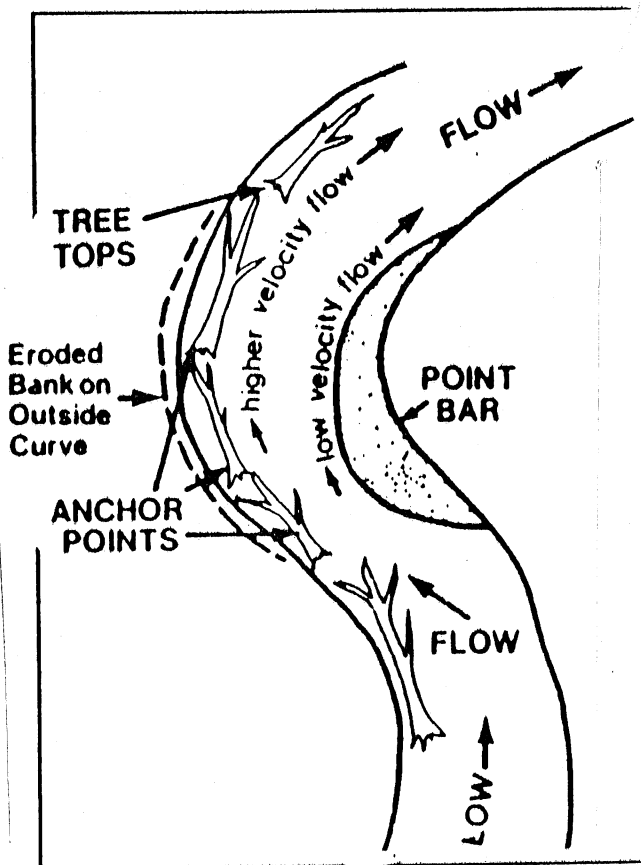 FLOW
higher velocity flow
TREE
TOPS
low velocity flow
Eroded
Bank on
Outside
Curve
POINT
BAR
ANCHOR
POINTS
FLOW
LOW